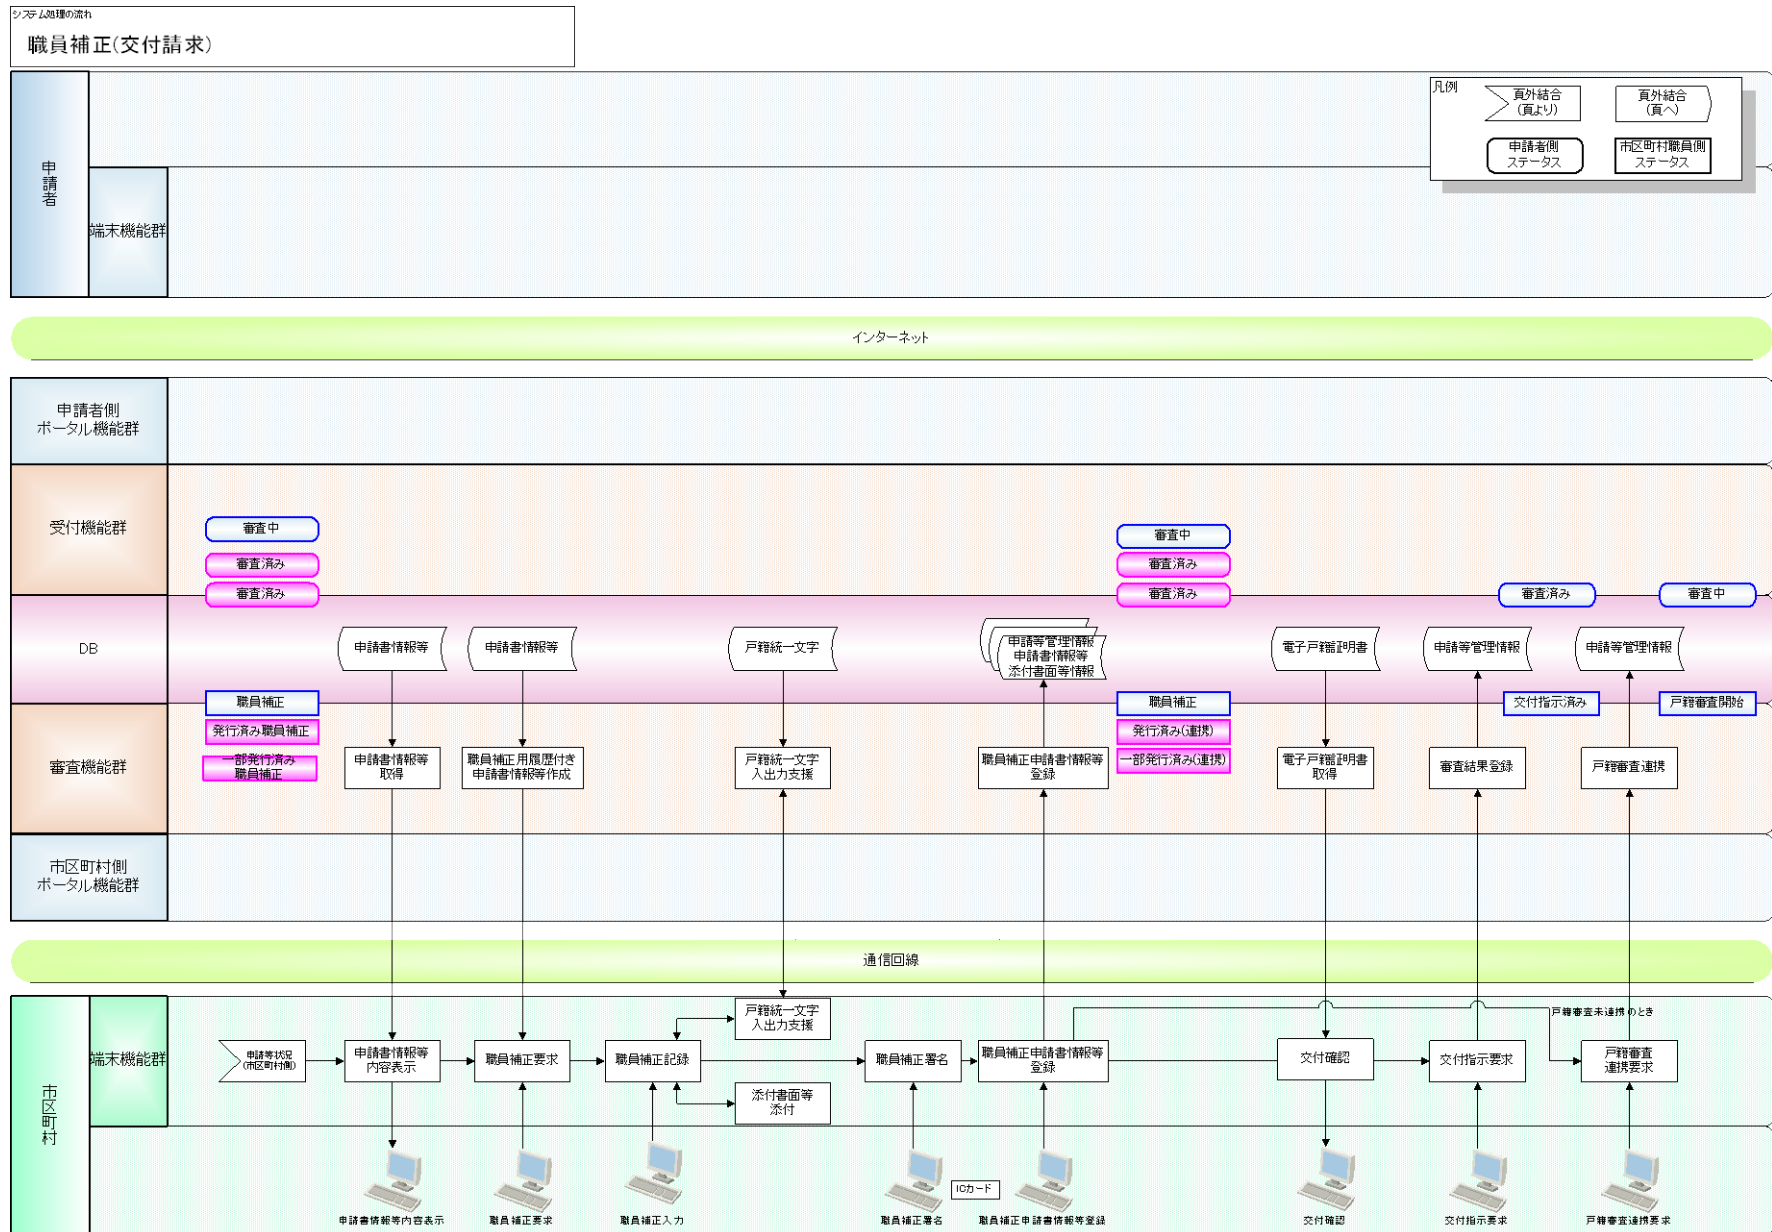 システム処理の流れ
職員補正(交付請求)
凡例
頁外結合
(頁より)
頁外結合
(頁へ)
申請者側
ステータス
市区町村職員側
ステータス
申請者
端末機能群
インターネット
申請者側
ポータル機能群
受付機能群
審査中
審査済み
審査済み
審査中
審査済み
審査済み
審査済み
審査中
DB
申請書情報等
申請書情報等
戸籍統一文字
申請等管理情報
申請書情報等
添付書面等情報
電子戸籍証明書
申請等管理情報
申請等管理情報
職員補正
発行済み職員補正
一部発行済み
職員補正
職員補正
発行済み(連携)
一部発行済み(連携)
交付指示済み
戸籍審査開始
審査機能群
申請書情報等
取得
職員補正用履歴付き
申請書情報等作成
戸籍統一文字
入出力支援
職員補正申請書情報等
登録
電子戸籍証明書
取得
審査結果登録
戸籍審査連携
市区町村側
ポータル機能群
通信回線
市区町村
端末機能群
申請等状況
(市区町村側)
申請書情報等
内容表示
職員補正要求
職員補正記録
戸籍統一文字
入出力支援
添付書面等
添付
職員補正署名
職員補正申請書情報等
登録
交付確認
交付指示要求
戸籍審査未連携のとき
戸籍審査
連携要求
申請書情報等内容表示
職員補正要求
職員補正入力
職員補正署名
ICカード
職員補正申請書情報等登録
交付確認
交付指示要求
戸籍審査連携要求